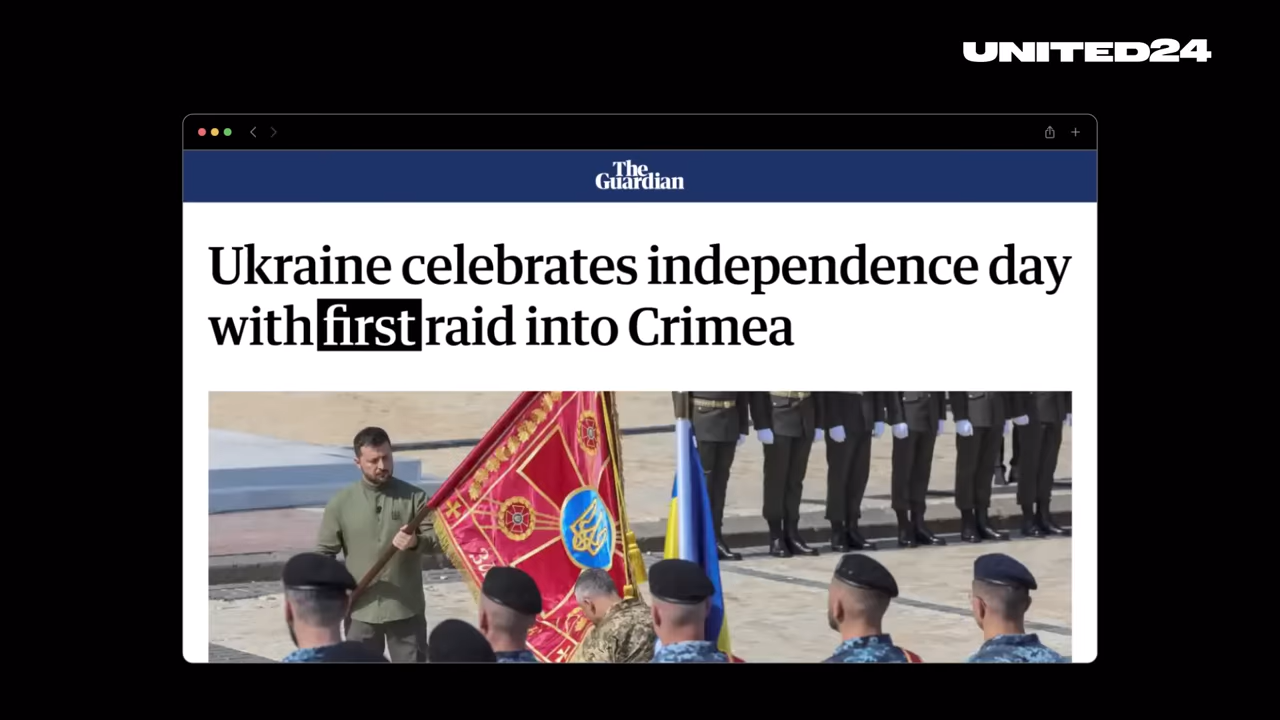 UNITED24
The
Guardian
Ukraine celebrates independence day
with first raid into Crimea